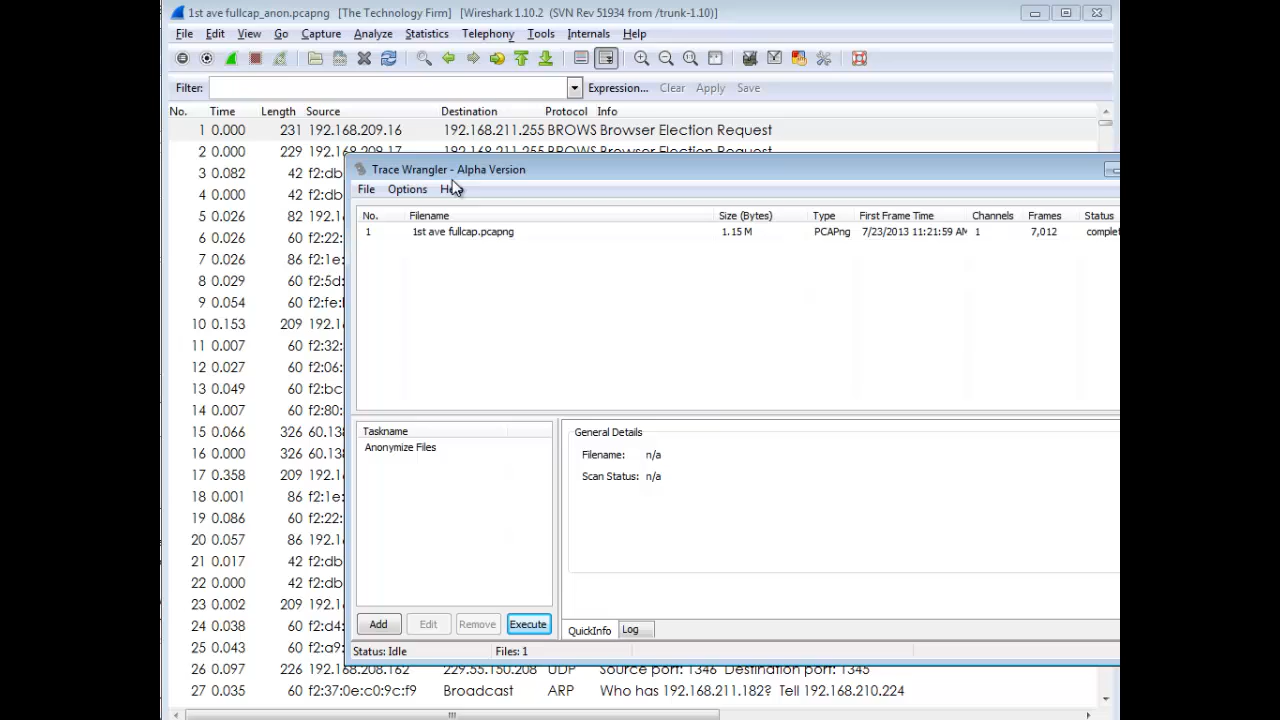 1st ave fullcap_anon.pcapng [The Technology Firm] [Wireshark 1.10.2 (SVN Rev 51934 from /trunk-1.10)]
File Edit View Go Capture Analyze Statistics Telephony Tools Internals Help
Filter: Expression... Clear Apply Save
No. Time Length Source Destination Protocol Info
1 0.000 231 192.168.209.16 192.168.211.255 BROWS Browser Election Request
2 0.000 229 192.168.209.17 192.168.211.255 BROWS Browser Election Request
3 0.082 42 f2:db
4 0.000 42 f2:db
5 0.026 82 192.1
6 0.026 60 f2:22:
7 0.026 86 f2:1e:
8 0.029 60 f2:5d:
9 0.054 60 f2:fe:
10 0.153 209 192.1
11 0.007 60 f2:32:
12 0.027 60 f2:06:
13 0.049 60 f2:bc
14 0.007 60 f2:80:
15 0.066 326 60.13
16 0.000 326 60.13
17 0.358 209 192.1
18 0.001 86 f2:1e:
19 0.086 60 f2:22:
20 0.057 86 192.1
21 0.017 42 f2:db
22 0.000 42 f2:db
23 0.002 209 192.1
24 0.038 60 f2:d4:
25 0.043 60 f2:a9:
26 0.097 226 192.168.208.162 229.55.150.208 UDP Source port: 1346 Destination port: 1345
27 0.035 60 f2:37:0e:c0:9c:f9 Broadcast ARP Who has 192.168.211.182? Tell 192.168.210.224
Trace Wrangler - Alpha Version
File Options
No. Filename Size (Bytes) Type First Frame Time Channels Frames Status
1 1st ave fullcap.pcapng 1.15 M PCAPng 7/23/2013 11:21:59 AM 1 7,012 complet
Taskname
Anonymize Files
General Details
Filename: n/a
Scan Status: n/a
Add Edit Remove Execute
QuickInfo Log
Status: Idle Files: 1